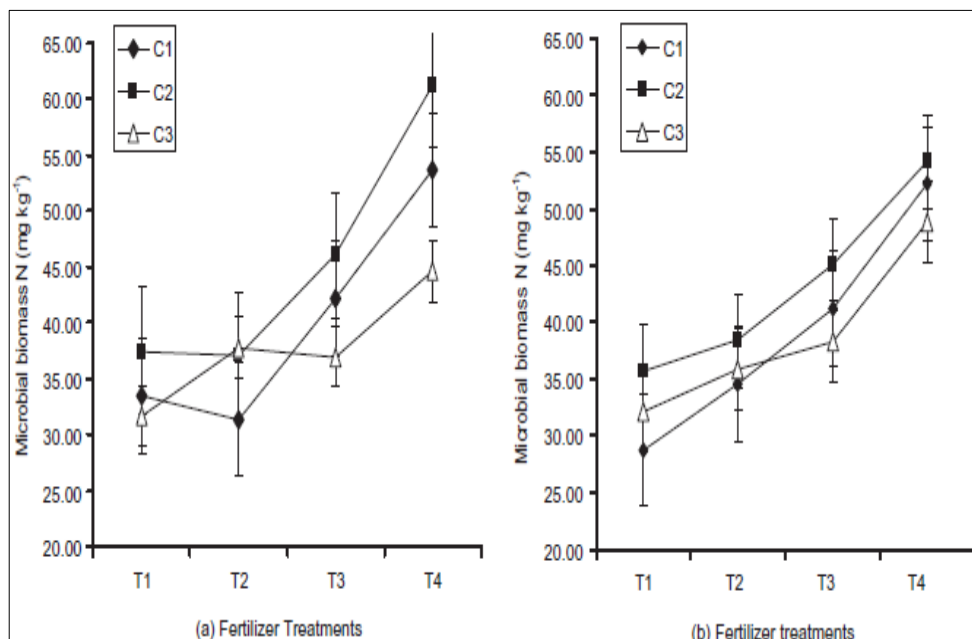 65.00
60.00
55.00
50.00
45.00
40.00
35.00
30.00
25.00
20.00
Microbial biomass N (mg kg⁻¹)
C1
C2
C3
T1 T2 T3 T4
(a) Fertilizer Treatments
65.00
60.00
55.00
50.00
45.00
40.00
35.00
30.00
25.00
20.00
Microbial biomass N (mg kg⁻¹)
C1
C2
C3
T1 T2 T3 T4
(b) Fertilizer treatments